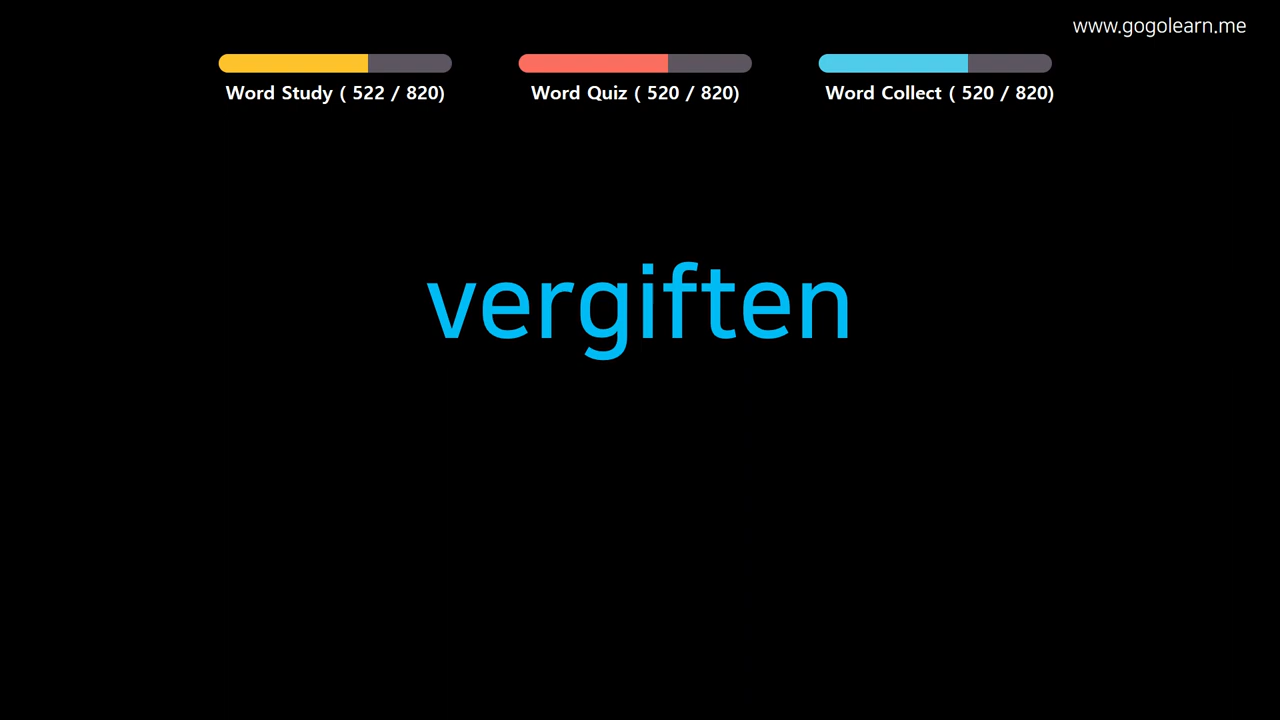 www.gogolearn.me
Word Study ( 522 / 820)
Word Quiz ( 520 / 820)
Word Collect ( 520 / 820)
vergiften